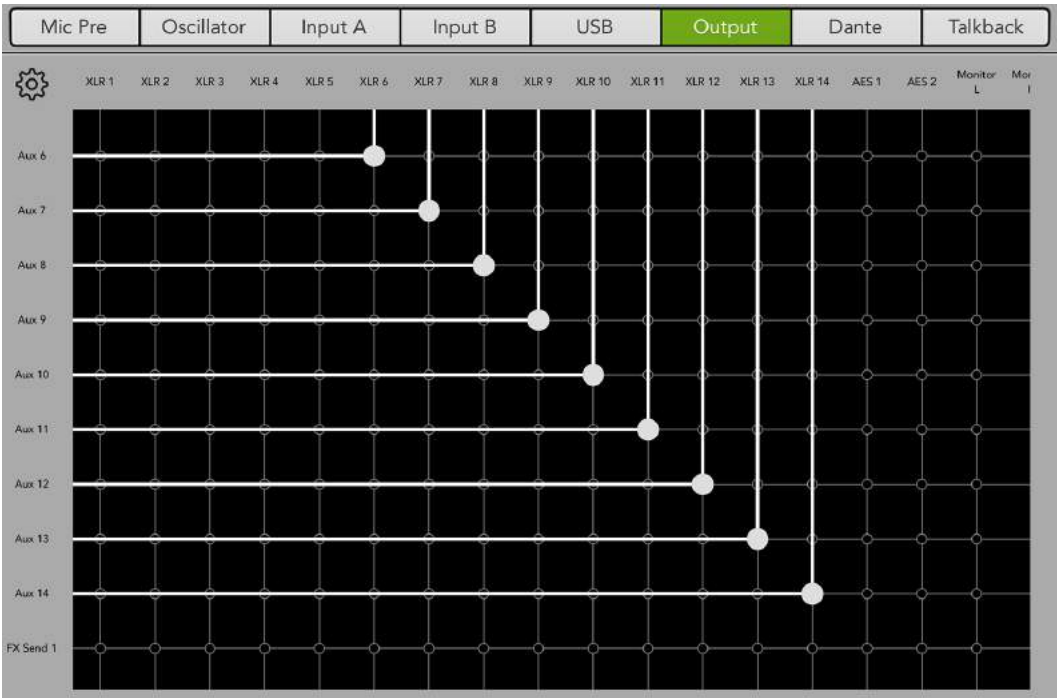 Mic Pre Oscillator Input A Input B USB Output Dante Talkback
XLR 1 XLR 2 XLR 3 XLR 4 XLR 5 XLR 6 XLR 7 XLR 8 XLR 9 XLR 10 XLR 11 XLR 12 XLR 13 XLR 14 AES 1 AES 2 Monitor L
Aux 6
Aux 7
Aux 8
Aux 9
Aux 10
Aux 11
Aux 12
Aux 13
Aux 14
FX Send 1